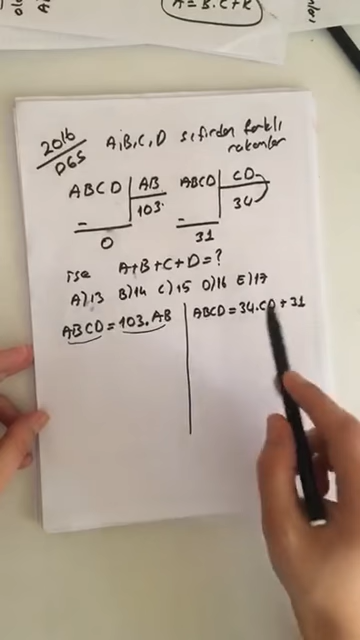 A = B.C+K
2016
DGS
A,B,C,D sıfırdan farklı
rakamlar
ABCD | AB
103
0
ABCD | CD
34
31
ise A+B+C+D=?
A)13 B)14 C)15 D)16 E)17
ABCD = 103.AB
ABCD = 34.CD + 31